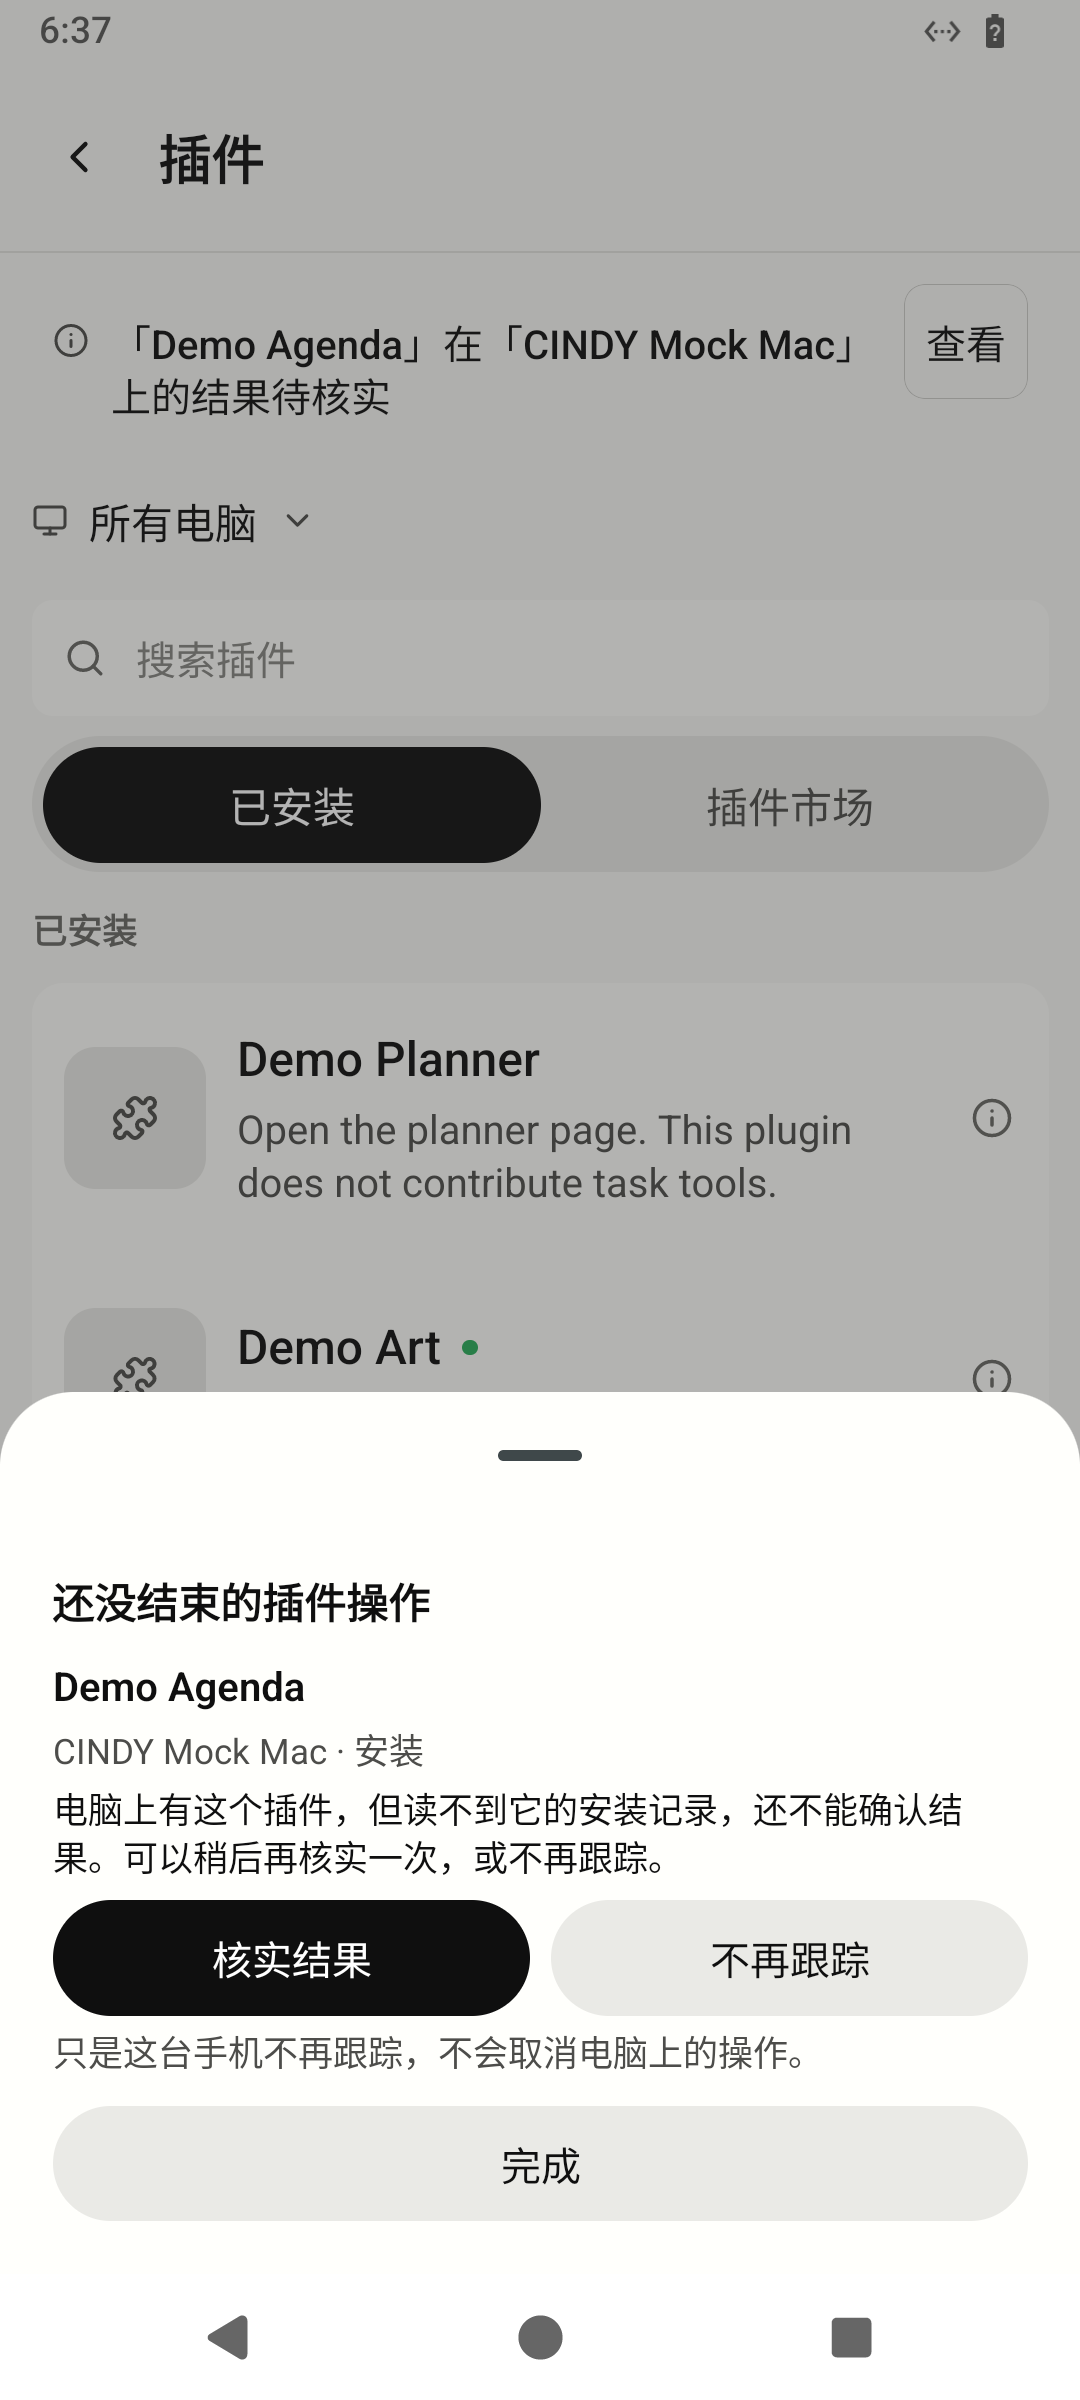 6:37
插件
「Demo Agenda」在「CINDY Mock Mac」
上的结果待核实
查看
所有电脑
搜索插件
已安装
插件市场
已安装
Demo Planner
Open the planner page. This plugin
does not contribute task tools.
Demo Art
还没结束的插件操作
Demo Agenda
CINDY Mock Mac · 安装
电脑上有这个插件，但读不到它的安装记录，还不能确认结
果。可以稍后再核实一次，或不再跟踪。
核实结果
不再跟踪
只是这台手机不再跟踪，不会取消电脑上的操作。
完成